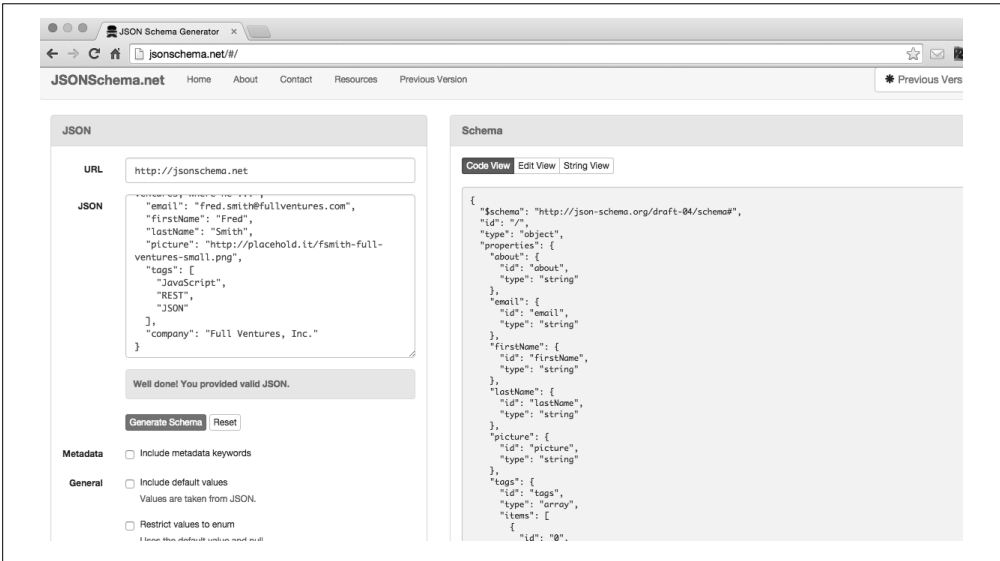 JSON Schema Generator
jsonschema.net/#/
JSONSchema.net Home About Contact Resources Previous Version
Previous Vers
JSON
URL
http://jsonschema.net
JSON
"email": "fred.smith@fullventures.com",
"firstName": "Fred",
"lastName": "Smith",
"picture": "http://placehold.it/fsmith-full-
ventures-small.png",
"tags": [
"JavaScript",
"REST",
"JSON"
],
"company": "Full Ventures, Inc."
}
Well done! You provided valid JSON.
Generate Schema Reset
Metadata
Include metadata keywords
General
Include default values
Values are taken from JSON.
Restrict values to enum
Uses the default value and null
Schema
Code View Edit View String View
{
"$schema": "http://json-schema.org/draft-04/schema#",
"id": "/",
"type": "object",
"properties": {
"about": {
"id": "about",
"type": "string"
},
"email": {
"id": "email",
"type": "string"
},
"firstName": {
"id": "firstName",
"type": "string"
},
"lastName": {
"id": "lastName",
"type": "string"
},
"picture": {
"id": "picture",
"type": "string"
},
"tags": {
"id": "tags",
"type": "array",
"items": [
{
"id": "0",